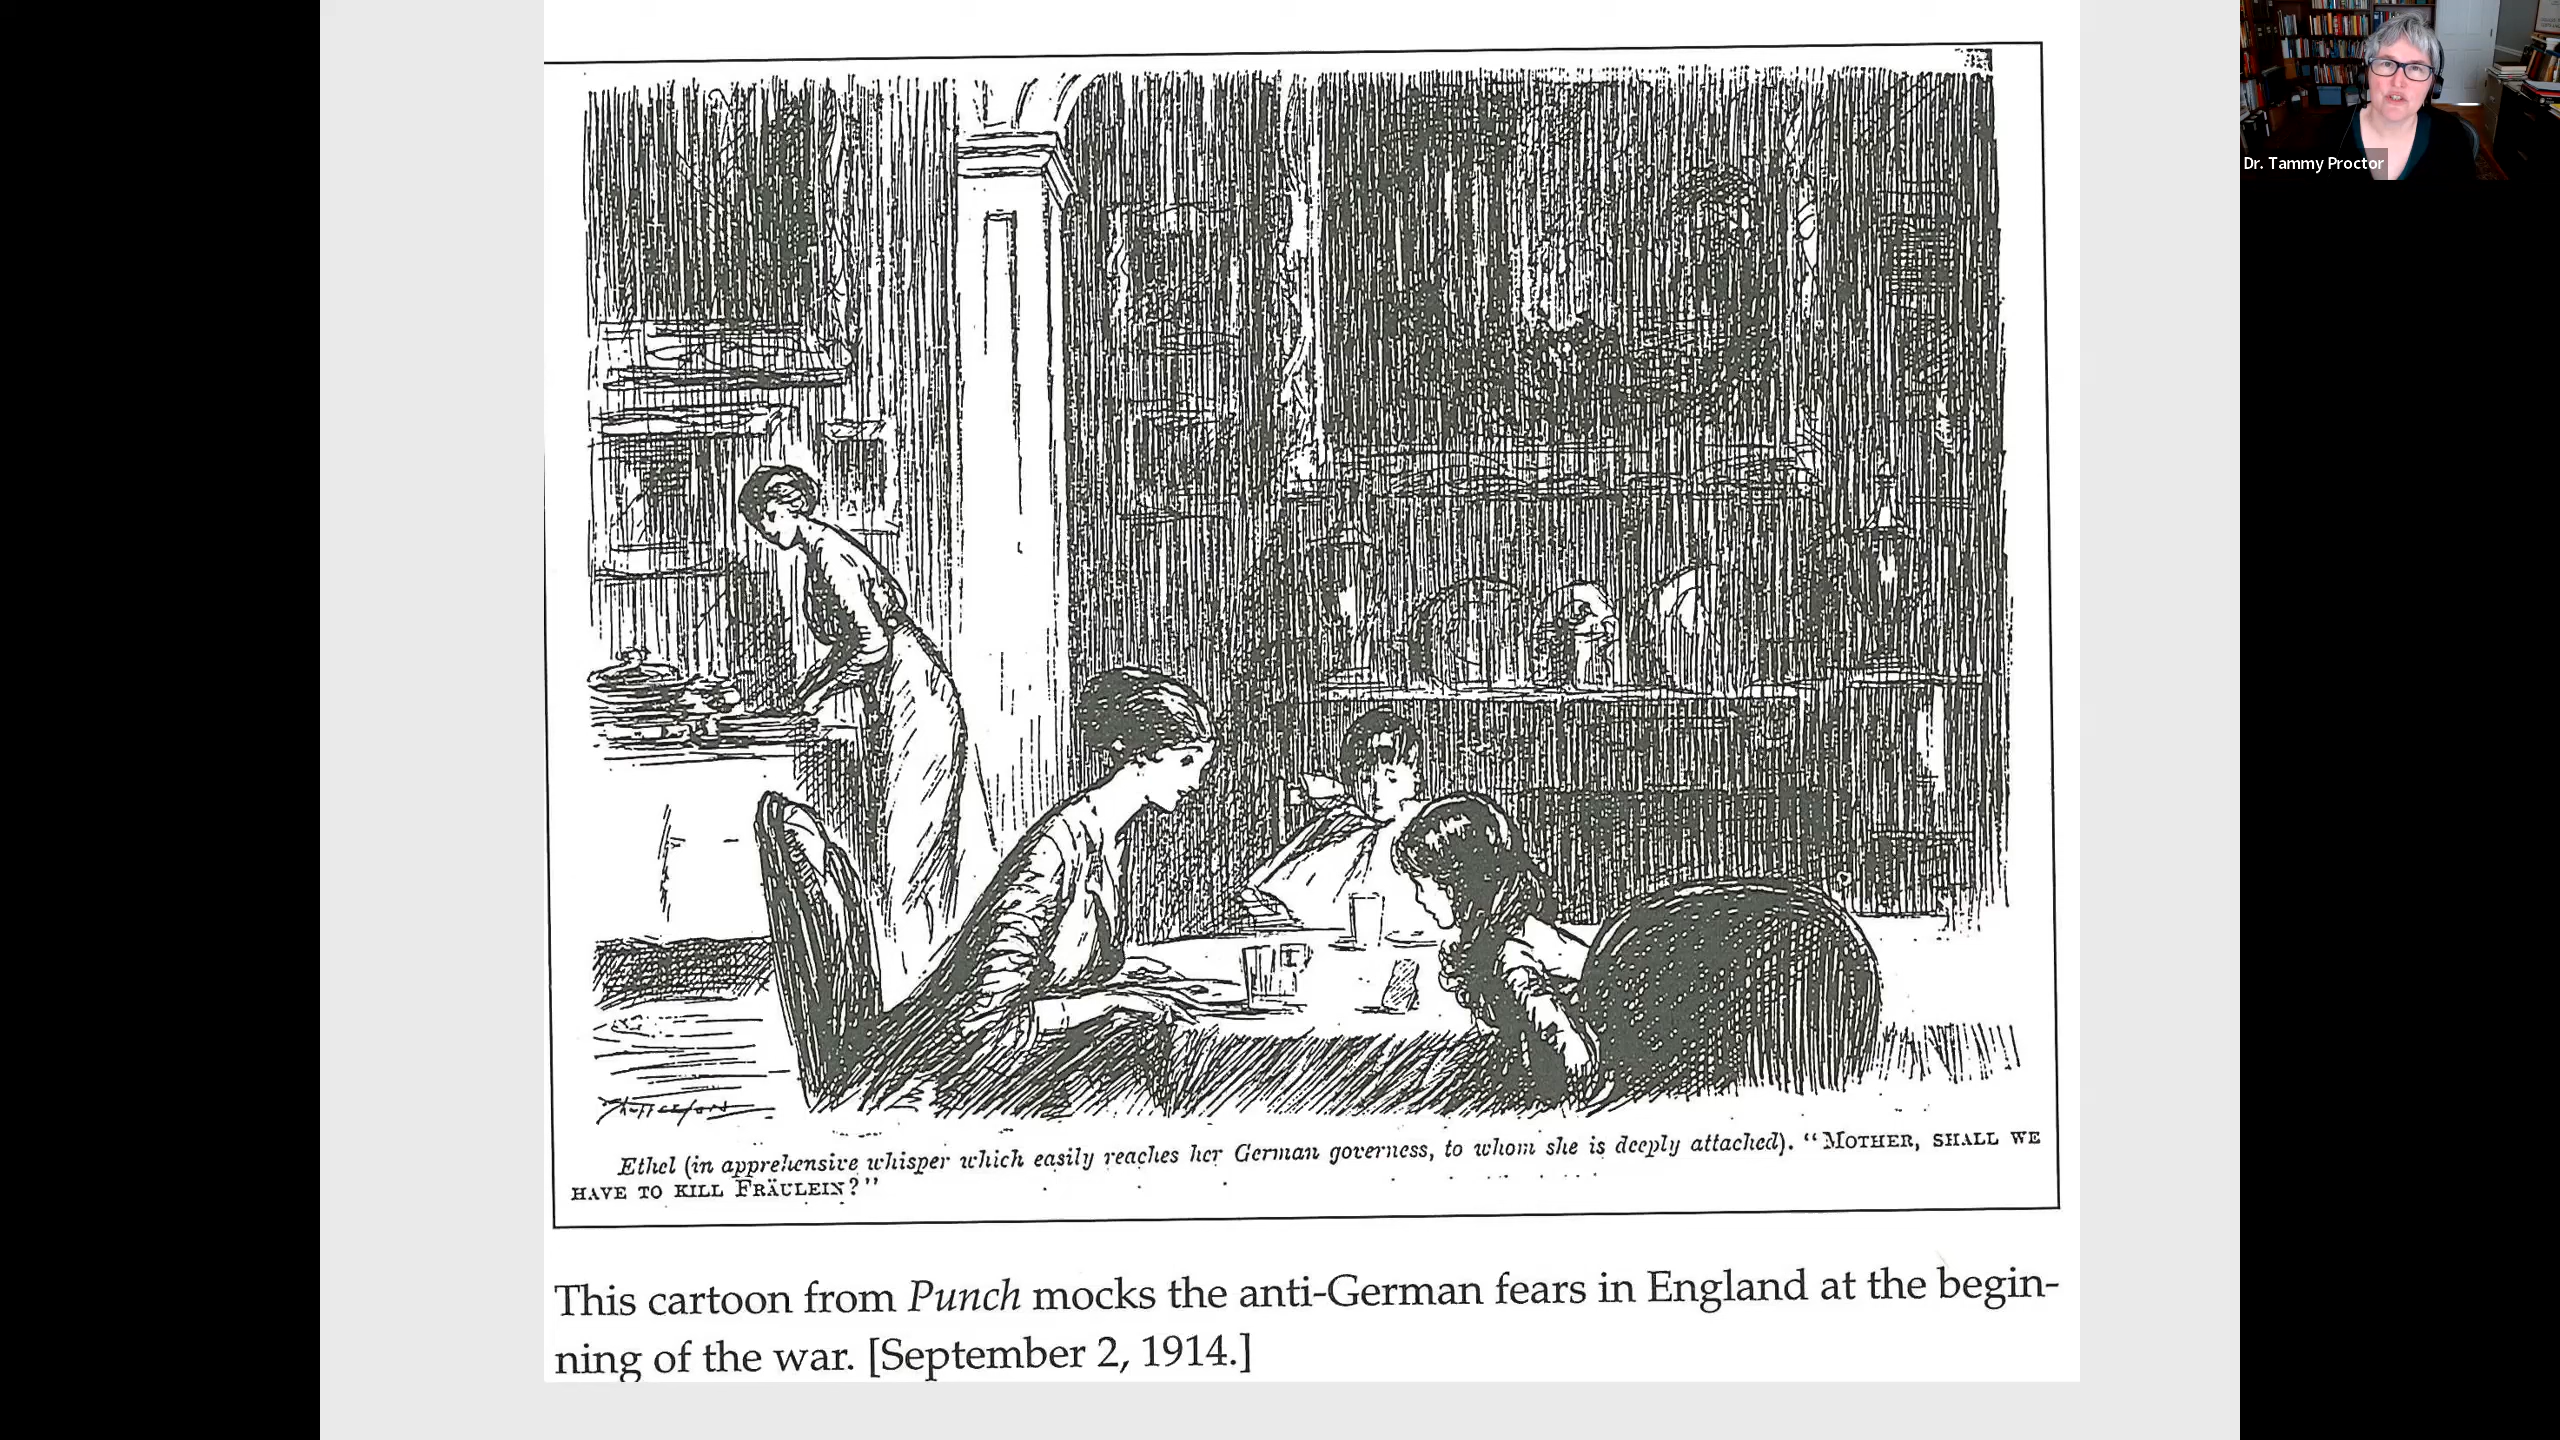 Dr. Tammy Proctor
Ethel (in apprehensive whisper which easily reaches her German governess, to whom she is deeply attached). “MOTHER, SHALL WE
HAVE TO KILL FRÄULEIN?”
This cartoon from Punch mocks the anti-German fears in England at the begin-
ning of the war. [September 2, 1914.]